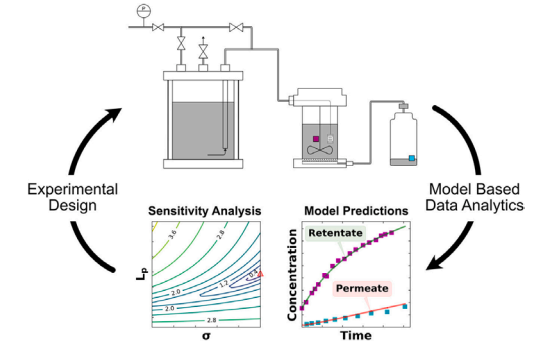 P
Experimental
Design
Model Based
Data Analytics
Sensitivity Analysis
Model Predictions
3.6
2.8
2.0
1.2
2.0
2.8
Lp
σ
Retentate
Permeate
Concentration
Time